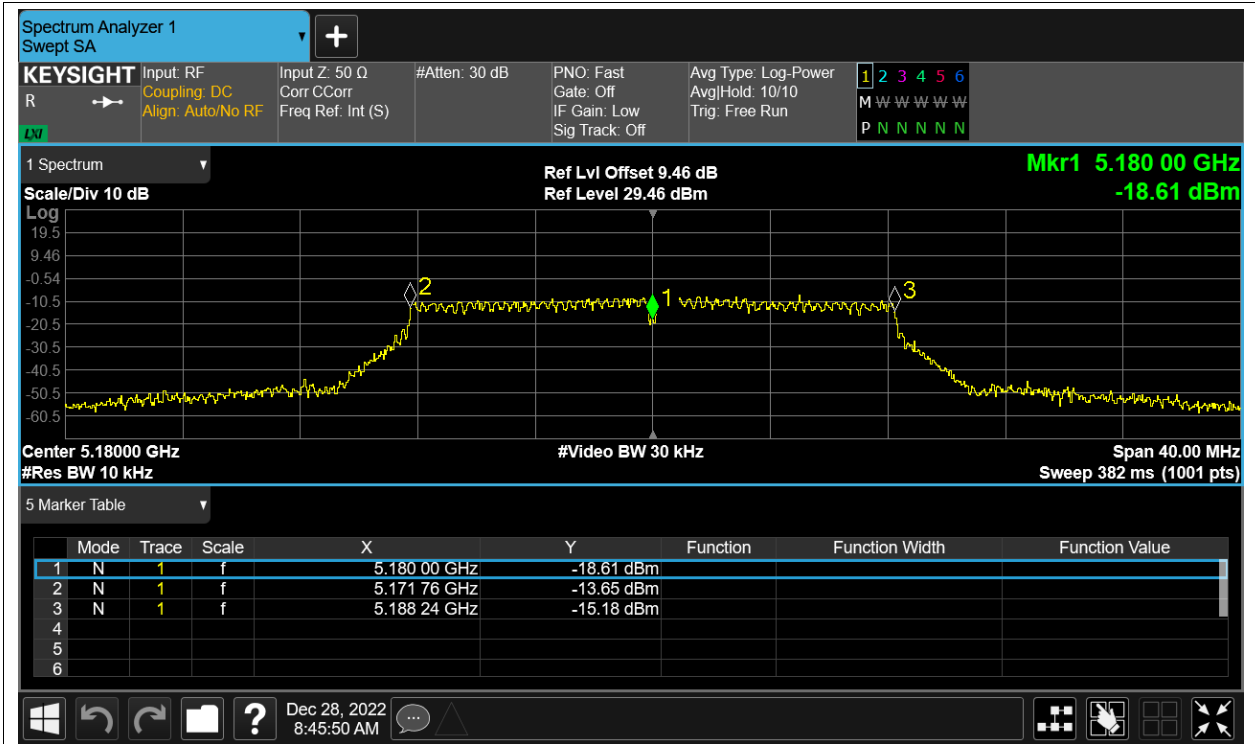 Spectrum Analyzer 1
Swept SA
KEYSIGHT
R
LXI
Input: RF
Coupling: DC
Align: Auto/No RF
Input Z: 50 Ω
Corr CCorr
Freq Ref: Int (S)
#Atten: 30 dB
PNO: Fast
Gate: Off
IF Gain: Low
Sig Track: Off
Avg Type: Log-Power
Avg|Hold: 10/10
Trig: Free Run
1 2 3 4 5 6
M W W W W W W
P N N N N N N
1 Spectrum
Scale/Div 10 dB
Ref Lvl Offset 9.46 dB
Ref Level 29.46 dBm
Mkr1 5.180 00 GHz
-18.61 dBm
Log
19.5
9.46
-0.54
-10.5
-20.5
-30.5
-40.5
-50.5
-60.5
2
1
3
Center 5.18000 GHz
#Video BW 30 kHz
Span 40.00 MHz
#Res BW 10 kHz
Sweep 382 ms (1001 pts)
5 Marker Table
Mode Trace Scale X Y Function Function Width Function Value
1 N 1 f 5.180 00 GHz -18.61 dBm
2 N 1 f 5.171 76 GHz -13.65 dBm
3 N 1 f 5.188 24 GHz -15.18 dBm
4
5
6
?
Dec 28, 2022
8:45:50 AM